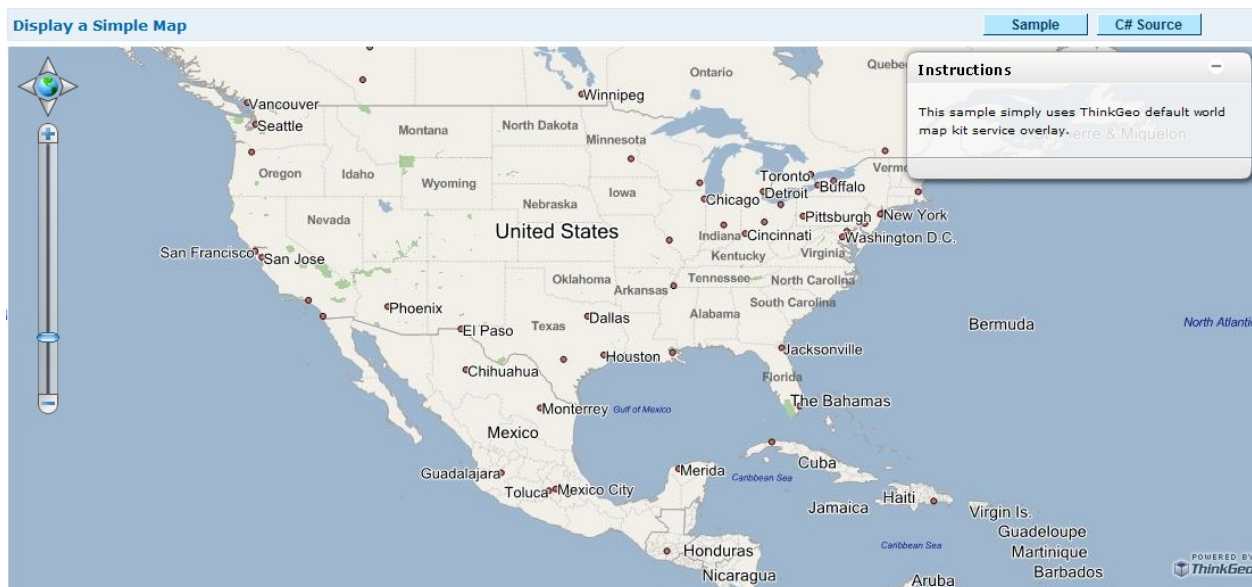 Display a Simple Map
Sample
C# Source
Instructions
This sample simply uses ThinkGeo default world
map kit service overlay.
Ontario
Quebec
Winnipeg
Vancouver
Seattle
Montana
North Dakota
Minnesota
Oregon
Idaho
Wyoming
Iowa
Toronto
Buffalo
Detroit
Chicago
Nebraska
Nevada
United States
Indiana
Cincinnati
Pittsburgh
New York
Washington D.C.
Kentucky
Virginia
San Francisco
San Jose
Oklahoma
Arkansas
Tennessee
North Carolina
South Carolina
Phoenix
El Paso
Texas
Dallas
Alabama
Bermuda
North Atlantic
Houston
Jacksonville
Chihuahua
Florida
Monterrey
Gulf of Mexico
The Bahamas
Mexico
Guadalajara
Toluca
Mexico City
Merida
Caribbean Sea
Cuba
Jamaica
Haiti
Virgin Is.
Guadeloupe
Martinique
Barbados
Caribbean Sea
Honduras
Nicaragua
Aruba
POWERED BY
ThinkGeo